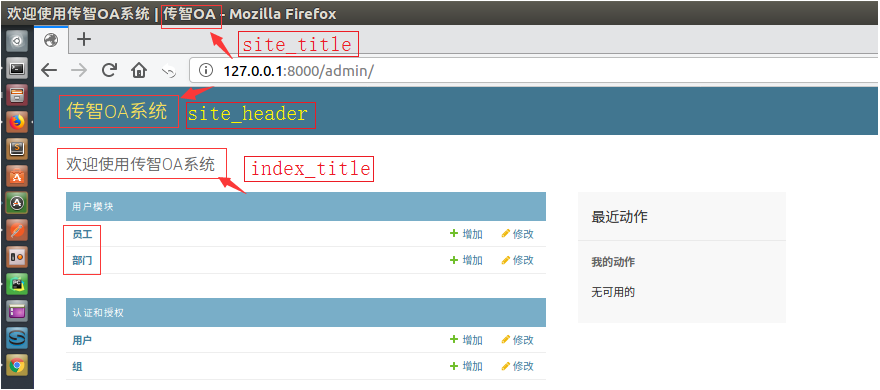 欢迎使用传智OA系统 | 传智OA - Mozilla Firefox
site_title
127.0.0.1:8000/admin/
传智OA系统
site_header
欢迎使用传智OA系统
index_title
用户模块
员工 增加 修改
部门 增加 修改
认证和授权
用户 增加 修改
组 增加 修改
最近动作
我的动作
无可用的